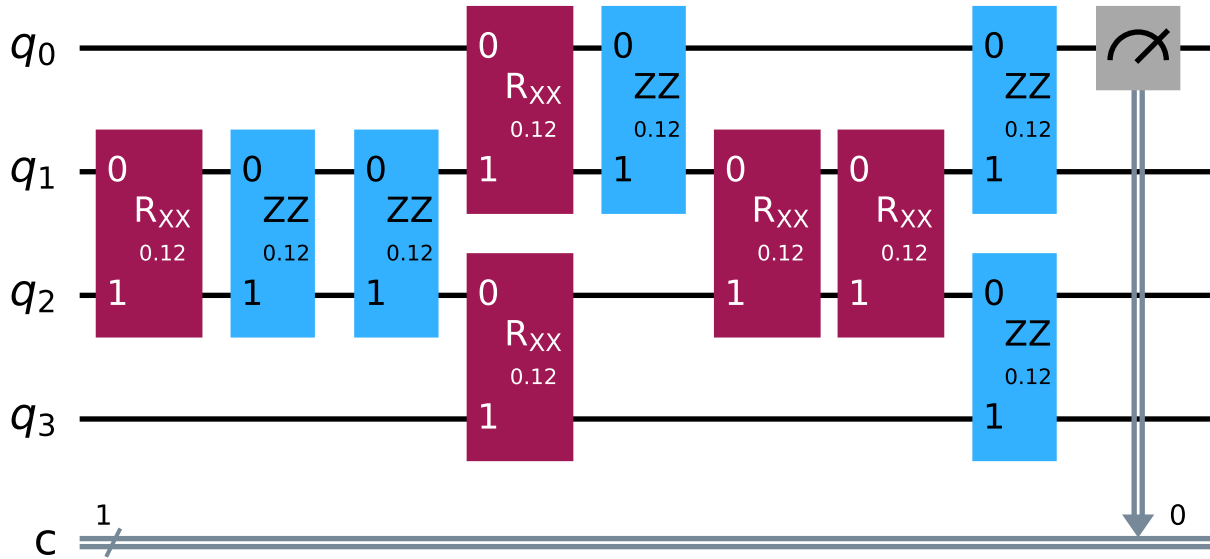 q0
0 0 0
RXX ZZ ZZ
0.12 0.12 0.12
q1
0 0 0 1 1 0 0 1
RXX ZZ ZZ RXX RXX
0.12 0.12 0.12 0.12 0.12
q2
1 1 1 0 1 1 0
RXX ZZ
0.12 0.12
q3
1 1
1 0
c